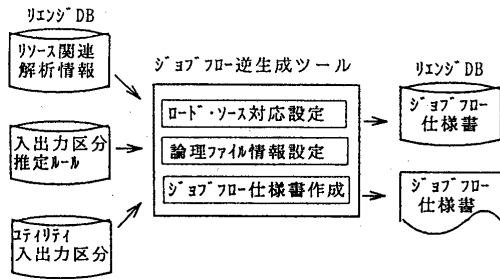 ﾘｴﾝｼﾞDB
ﾘｿｰｽ関連
解析情報
入出力区分
推定ﾙｰﾙ
ﾕﾃｨﾘﾃｨ
入出力区分
ｼﾞｮﾌﾞﾌﾛｰ逆生成ツール
ﾛｰﾄﾞ・ｿｰｽ対応設定
論理ﾌｧｲﾙ情報設定
ｼﾞｮﾌﾞﾌﾛｰ仕様書作成
ﾘｴﾝｼﾞDB
ｼﾞｮﾌﾞﾌﾛｰ
仕様書
ｼﾞｮﾌﾞﾌﾛｰ
仕様書